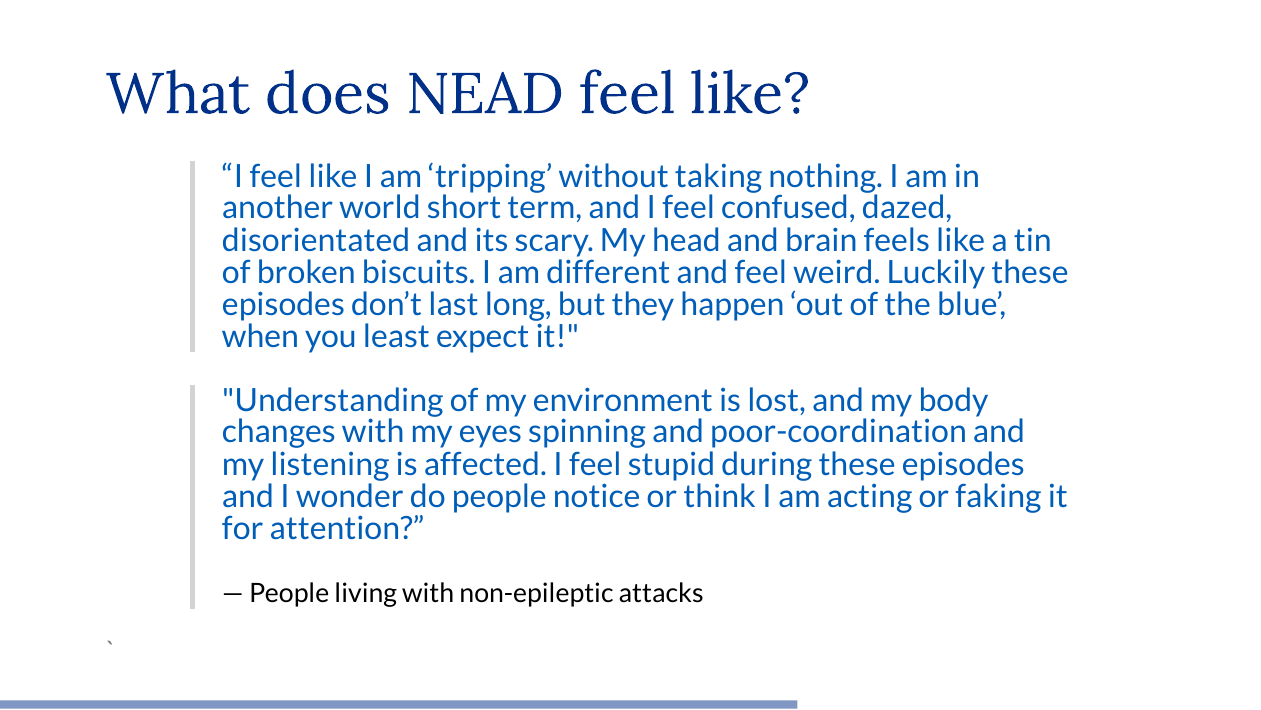 What does NEAD feel like?
“I feel like I am ‘tripping’ without taking nothing. I am in
another world short term, and I feel confused, dazed,
disorientated and its scary. My head and brain feels like a tin
of broken biscuits. I am different and feel weird. Luckily these
episodes don’t last long, but they happen ‘out of the blue’,
when you least expect it!"
"Understanding of my environment is lost, and my body
changes with my eyes spinning and poor-coordination and
my listening is affected. I feel stupid during these episodes
and I wonder do people notice or think I am acting or faking it
for attention?”
— People living with non-epileptic attacks
`